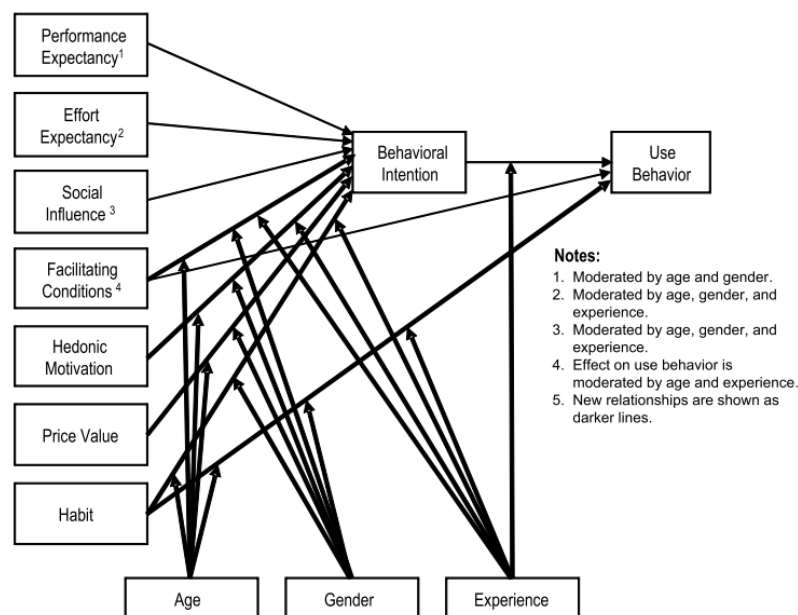 Performance
Expectancy1
Effort
Expectancy2
Social
Influence 3
Facilitating
Conditions 4
Hedonic
Motivation
Price Value
Habit
Behavioral
Intention
Use
Behavior
Notes:
1. Moderated by age and gender.
2. Moderated by age, gender, and
experience.
3. Moderated by age, gender, and
experience.
4. Effect on use behavior is
moderated by age and experience.
5. New relationships are shown as
darker lines.
Age
Gender
Experience